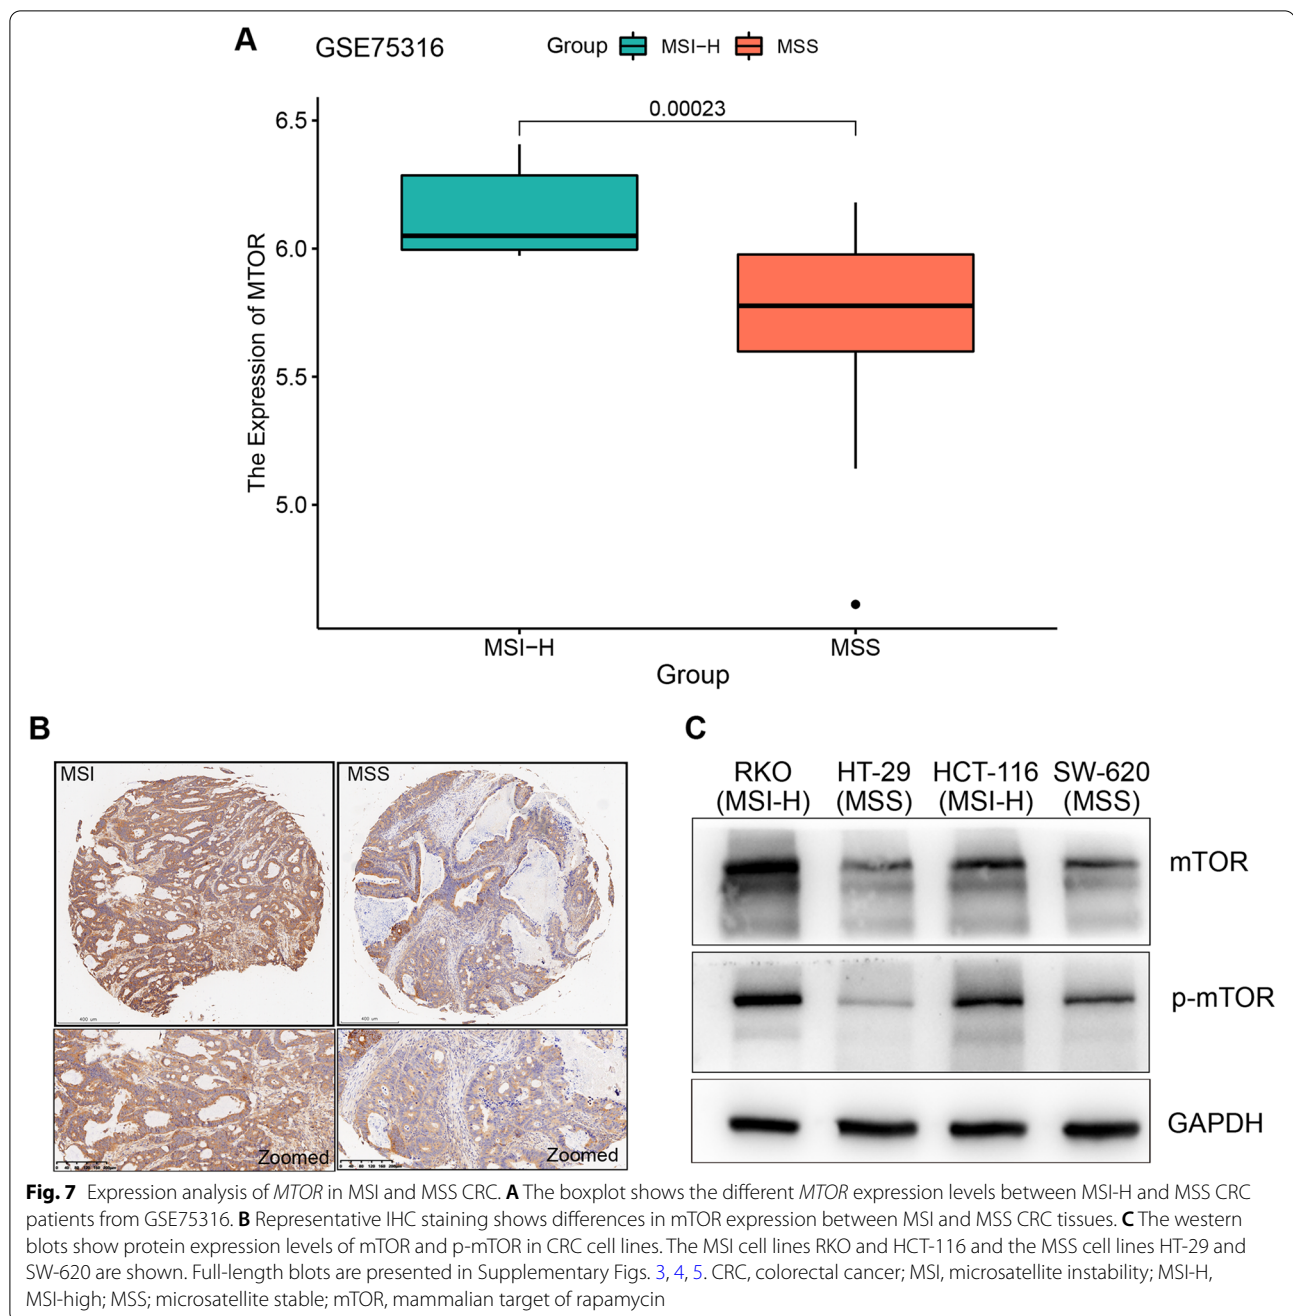 A
GSE75316
Group MSI-H MSS
0.00023
6.5
6.0
5.5
5.0
The Expression of MTOR
MSI-H MSS
Group
B
MSI MSS
400 μm
Zoomed Zoomed
C
RKO HT-29 HCT-116 SW-620
(MSI-H) (MSS) (MSI-H) (MSS)
mTOR
p-mTOR
GAPDH
Fig. 7 Expression analysis of MTOR in MSI and MSS CRC. A The boxplot shows the different MTOR expression levels between MSI-H and MSS CRC
patients from GSE75316. B Representative IHC staining shows differences in mTOR expression between MSI and MSS CRC tissues. C The western
blots show protein expression levels of mTOR and p-mTOR in CRC cell lines. The MSI cell lines RKO and HCT-116 and the MSS cell lines HT-29 and
SW-620 are shown. Full-length blots are presented in Supplementary Figs. 3, 4, 5. CRC, colorectal cancer; MSI, microsatellite instability; MSI-H,
MSI-high; MSS; microsatellite stable; mTOR, mammalian target of rapamycin